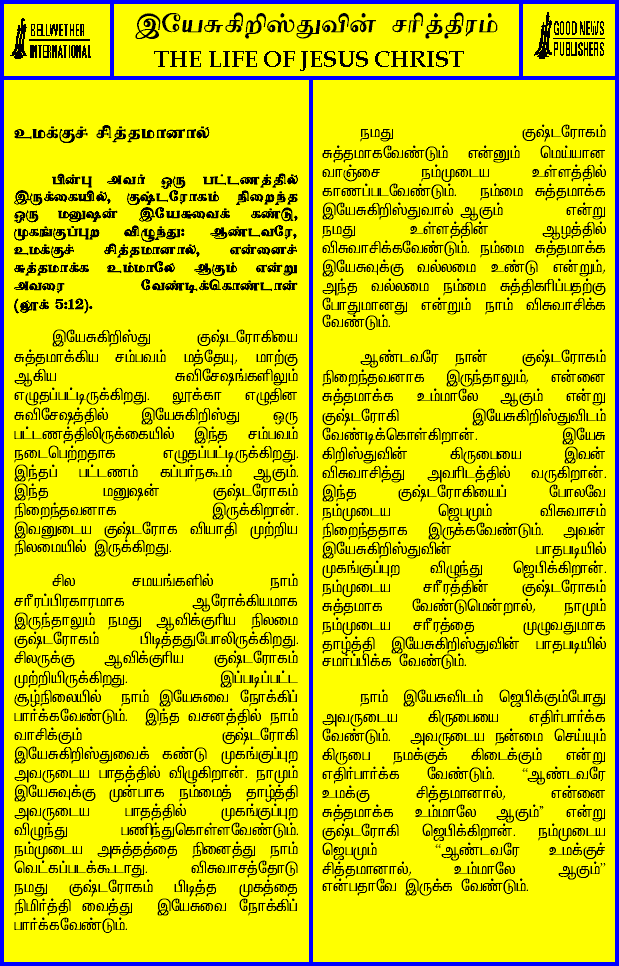 BELLWETHER
INTERNATIONAL
இயேசுகிறிஸ்துவின் சரித்திரம்
THE LIFE OF JESUS CHRIST
GOOD NEWS
PUBLISHERS
உமக்குச் சித்தமானால்
பின்பு அவர் ஒரு பட்டணத்தில்
இருக்கையில், குஷ்டரோகம் நிறைந்த
ஒரு மனுஷன் இயேசுவைக் கண்டு,
முகங்குப்புற விழுந்து: ஆண்டவரே,
உமக்குச் சித்தமானால், என்னைச்
சுத்தமாக்க உம்மாலே ஆகும் என்று
அவரை வேண்டிக்கொண்டான்
(லூக் 5:12).
இயேசுகிறிஸ்து குஷ்டரோகியை
சுத்தமாக்கிய சம்பவம் மத்தேயு, மாற்கு
ஆகிய சுவிசேஷங்களிலும்
எழுதப்பட்டிருக்கிறது. லூக்கா எழுதின
சுவிசேஷத்தில் இயேசுகிறிஸ்து ஒரு
பட்டணத்திலிருக்கையில் இந்த சம்பவம்
நடைபெற்றதாக எழுதப்பட்டிருக்கிறது.
இந்தப் பட்டணம் கப்பர்நகூம் ஆகும்.
இந்த மனுஷன் குஷ்டரோகம்
நிறைந்தவனாக இருக்கிறான்.
இவனுடைய குஷ்டரோக வியாதி முற்றிய
நிலமையில் இருக்கிறது.
சில சமயங்களில் நாம்
சரீரப்பிரகாரமாக ஆரோக்கியமாக
இருந்தாலும் நமது ஆவிக்குரிய நிலமை
குஷ்டரோகம் பிடித்ததுபோலிருக்கிறது.
சிலருக்கு ஆவிக்குரிய குஷ்டரோகம்
முற்றியிருக்கிறது. இப்படிப்பட்ட
சூழ்நிலையில் நாம் இயேசுவை நோக்கிப்
பார்க்கவேண்டும். இந்த வசனத்தில் நாம்
வாசிக்கும் குஷ்டரோகி
இயேசுகிறிஸ்துவைக் கண்டு முகங்குப்புற
அவருடைய பாதத்தில் விழுகிறான். நாமும்
இயேசுவுக்கு முன்பாக நம்மைத் தாழ்த்தி
அவருடைய பாதத்தில் முகங்குப்புற
விழுந்து பணிந்துகொள்ளவேண்டும்.
நம்முடைய அசுத்தத்தை நினைத்து நாம்
வெட்கப்படக்கூடாது. விசுவாசத்தோடு
நமது குஷ்டரோகம் பிடித்த முகத்தை
நிமிர்த்தி வைத்து இயேசுவை நோக்கிப்
பார்க்கவேண்டும்.
நமது குஷ்டரோகம்
சுத்தமாகவேண்டும் என்னும் மெய்யான
வாஞ்சை நம்முடைய உள்ளத்தில்
காணப்படவேண்டும். நம்மை சுத்தமாக்க
இயேசுகிறிஸ்துவால் ஆகும் என்று
நமது உள்ளத்தின் ஆழத்தில்
விசுவாசிக்கவேண்டும். நம்மை சுத்தமாக்க
இயேசுவுக்கு வல்லமை உண்டு என்றும்,
அந்த வல்லமை நம்மை சுத்திகரிப்பதற்கு
போதுமானது என்றும் நாம் விசுவாசிக்க
வேண்டும்.
ஆண்டவரே நான் குஷ்டரோகம்
நிறைந்தவனாக இருந்தாலும், என்னை
சுத்தமாக்க உம்மாலே ஆகும் என்று
குஷ்டரோகி இயேசுகிறிஸ்துவிடம்
வேண்டிக்கொள்கிறான். இயேசு
கிறிஸ்துவின் கிருபையை இவன்
விசுவாசித்து அவரிடத்தில் வருகிறான்.
இந்த குஷ்டரோகியைப் போலவே
நம்முடைய ஜெபமும் விசுவாசம்
நிறைந்ததாக இருக்கவேண்டும். அவன்
இயேசுகிறிஸ்துவின் பாதபடியில்
முகங்குப்புற விழுந்து ஜெபிக்கிறான்.
நம்முடைய சரீரத்தின் குஷ்டரோகம்
சுத்தமாக வேண்டுமென்றால், நாமும்
நம்முடைய சரீரத்தை முழுவதுமாக
தாழ்த்தி இயேசுகிறிஸ்துவின் பாதபடியில்
சமர்ப்பிக்க வேண்டும்.
நாம் இயேசுவிடம் ஜெபிக்கும்போது
அவருடைய கிருபையை எதிர்பார்க்க
வேண்டும். அவருடைய நன்மை செய்யும்
கிருபை நமக்குக் கிடைக்கும் என்று
எதிர்பார்க்க வேண்டும். “ஆண்டவரே
உமக்கு சித்தமானால், என்னை
சுத்தமாக்க உம்மாலே ஆகும்” என்று
குஷ்டரோகி ஜெபிக்கிறான். நம்முடைய
ஜெபமும் “ஆண்டவரே உமக்குச்
சித்தமானால், உம்மாலே ஆகும்”
என்பதாவே இருக்க வேண்டும்.